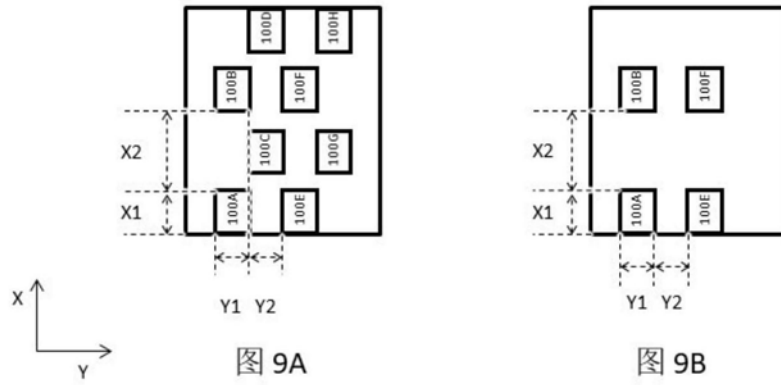 100D 100H
100B 100F
X2
100C 100G
X1
100A 100E
Y1 Y2
X
Y
图 9A
100B 100F
X2
X1
100A 100E
Y1 Y2
图 9B